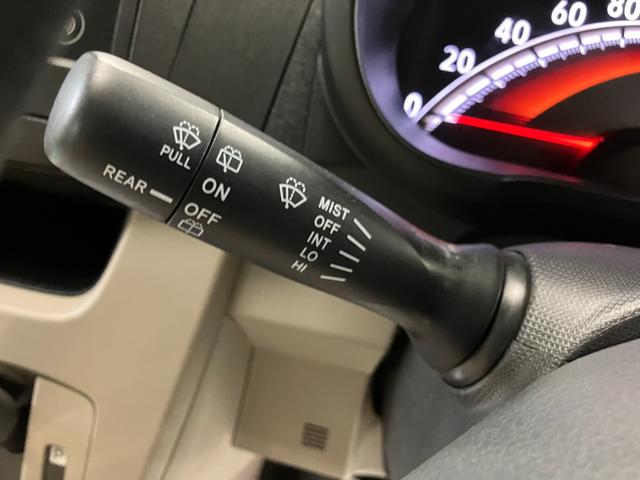 0 20 40 60 80
PULL
REAR
ON
OFF
MIST
OFF
INT
LO
HI